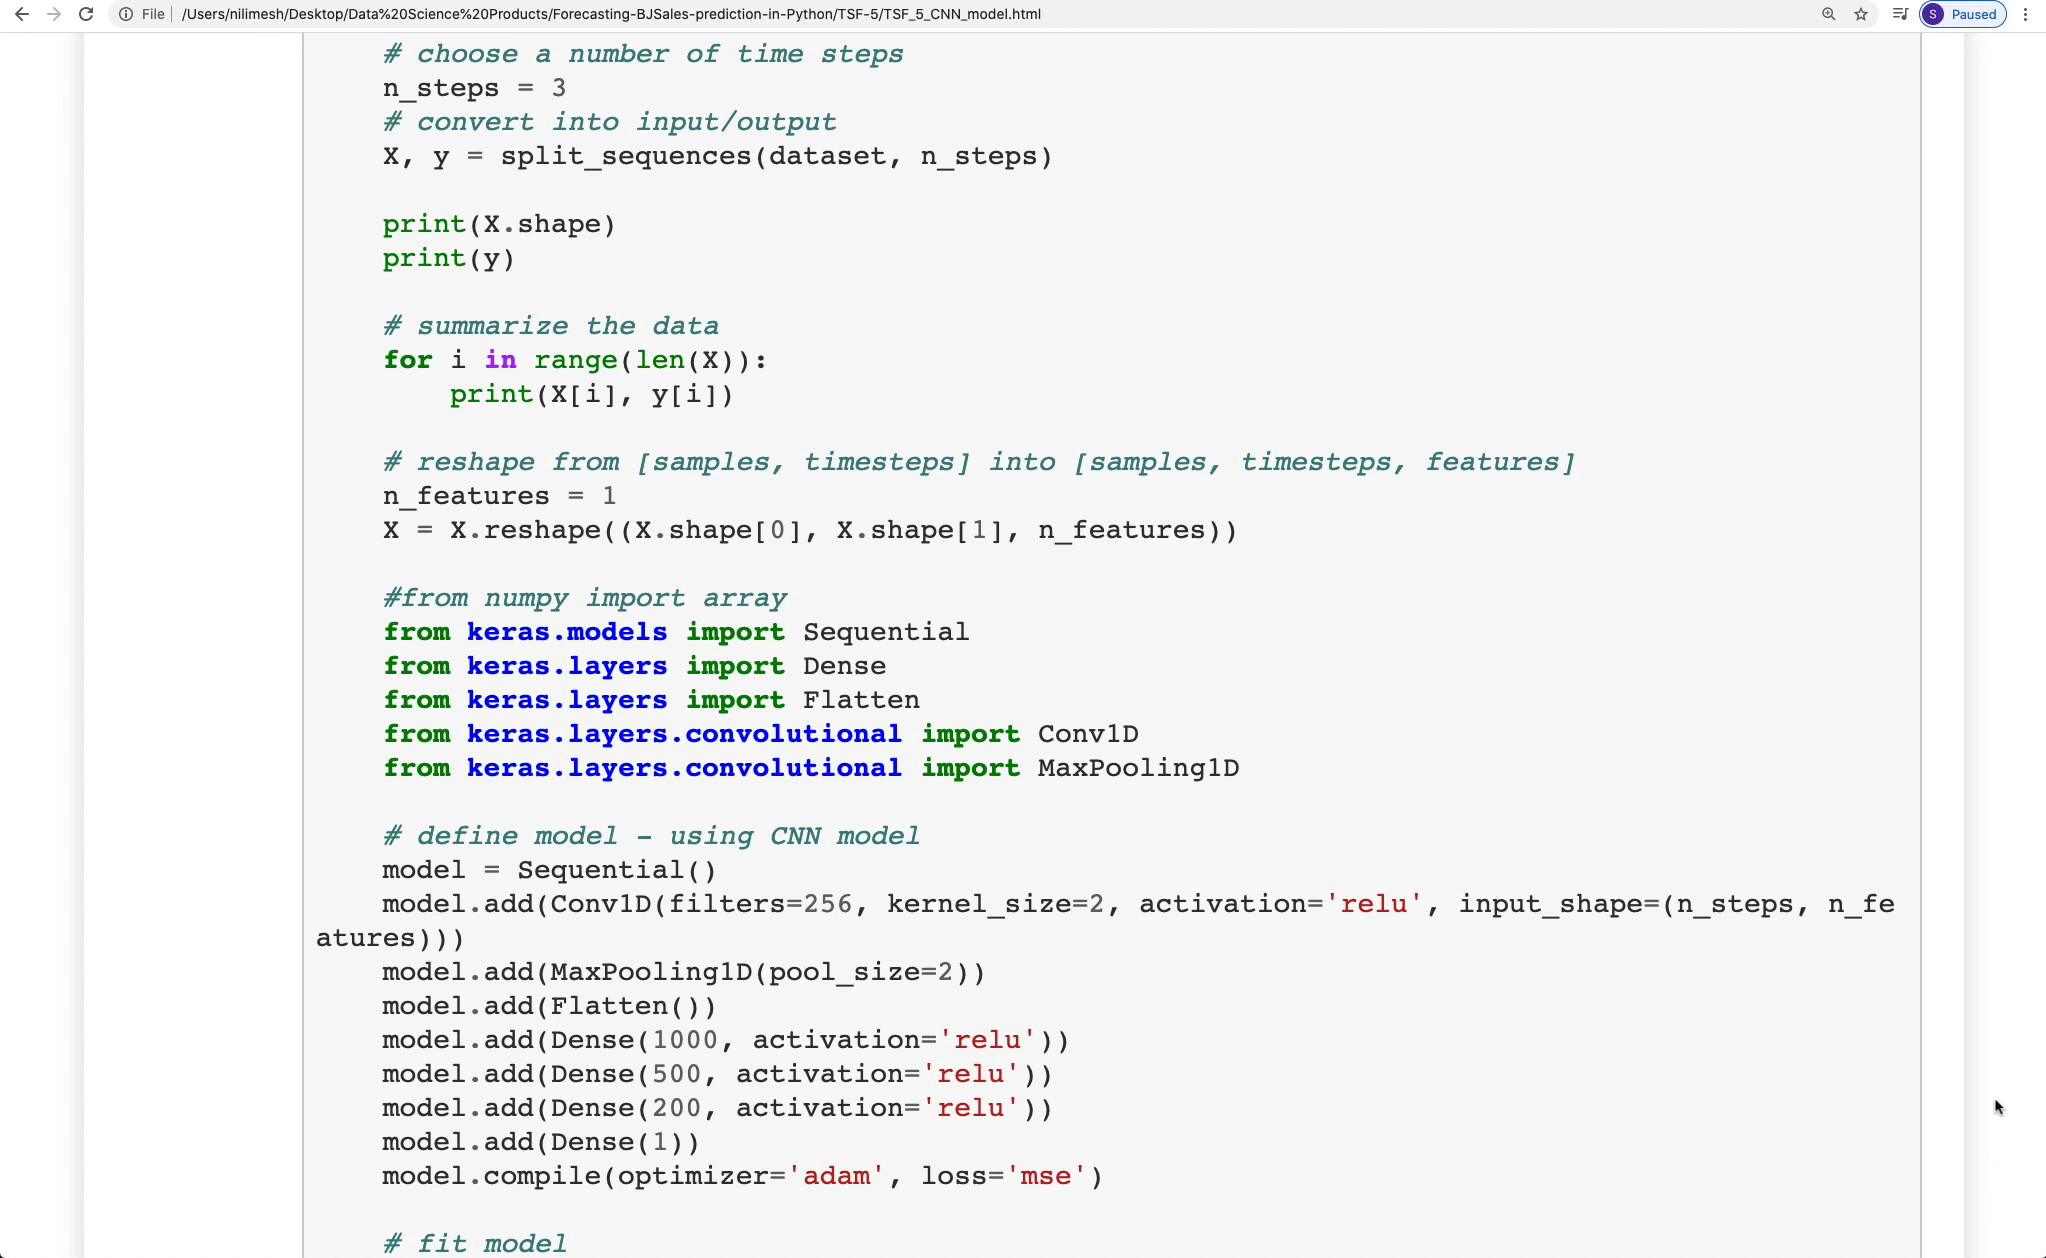 File | /Users/nilimesh/Desktop/Data%20Science%20Products/Forecasting-BJSales-prediction-in-Python/TSF-5/TSF_5_CNN_model.html S Paused
# choose a number of time steps
n_steps = 3
# convert into input/output
X, y = split_sequences(dataset, n_steps)
print(X.shape)
print(y)
# summarize the data
for i in range(len(X)):
print(X[i], y[i])
# reshape from [samples, timesteps] into [samples, timesteps, features]
n_features = 1
X = X.reshape((X.shape[0], X.shape[1], n_features))
#from numpy import array
from keras.models import Sequential
from keras.layers import Dense
from keras.layers import Flatten
from keras.layers.convolutional import Conv1D
from keras.layers.convolutional import MaxPooling1D
# define model - using CNN model
model = Sequential()
model.add(Conv1D(filters=256, kernel_size=2, activation='relu', input_shape=(n_steps, n_fe
atures)))
model.add(MaxPooling1D(pool_size=2))
model.add(Flatten())
model.add(Dense(1000, activation='relu'))
model.add(Dense(500, activation='relu'))
model.add(Dense(200, activation='relu'))
model.add(Dense(1))
model.compile(optimizer='adam', loss='mse')
# fit model